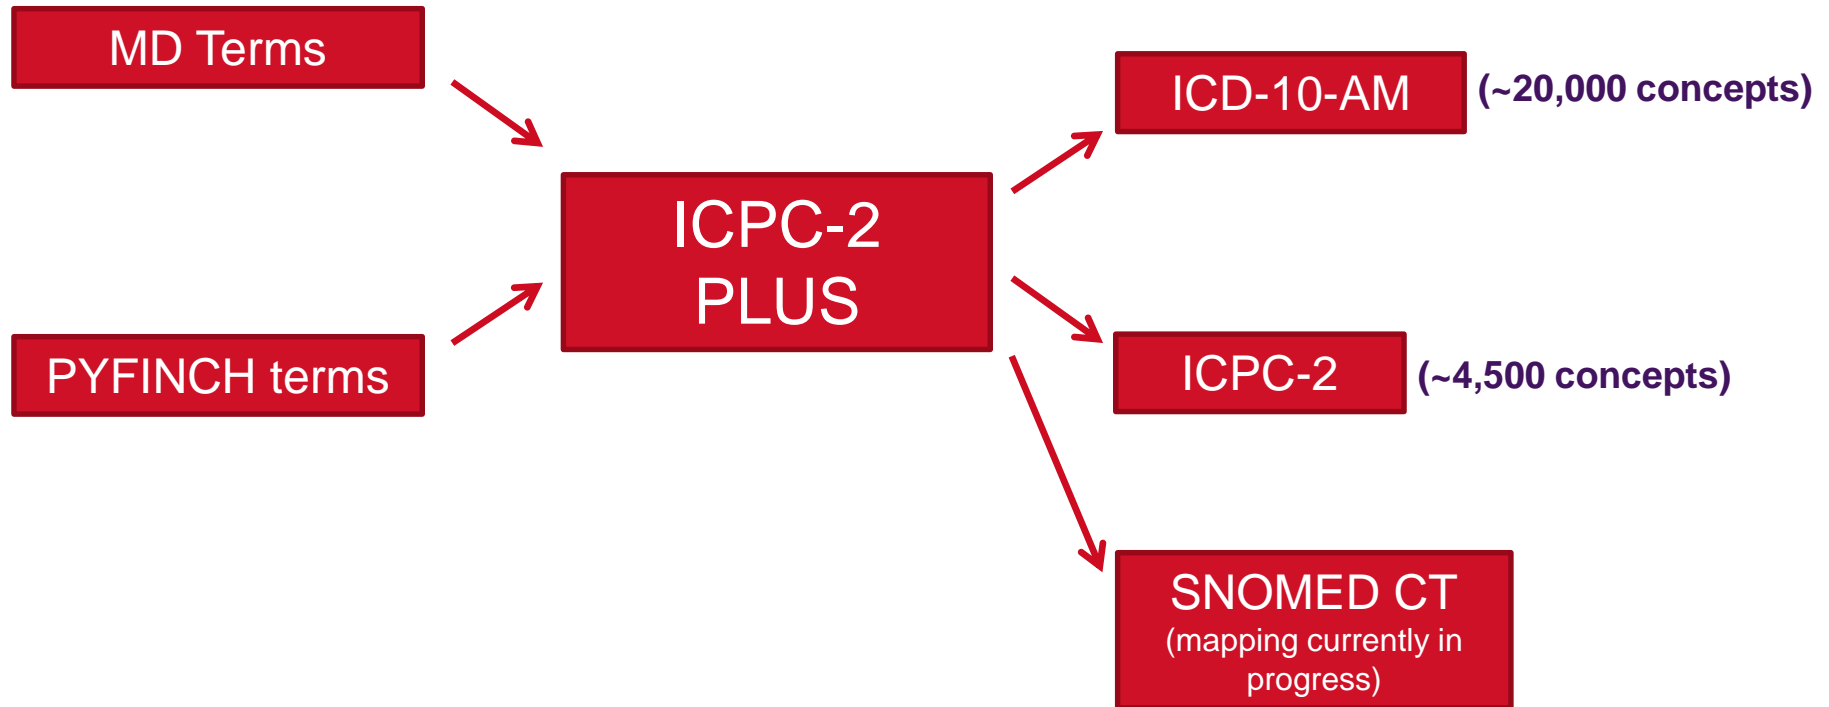 MD Terms
PYFINCH terms
ICPC-2
PLUS
ICD-10-AM
(~20,000 concepts)
ICPC-2
(~4,500 concepts)
SNOMED CT
(mapping currently in
progress)